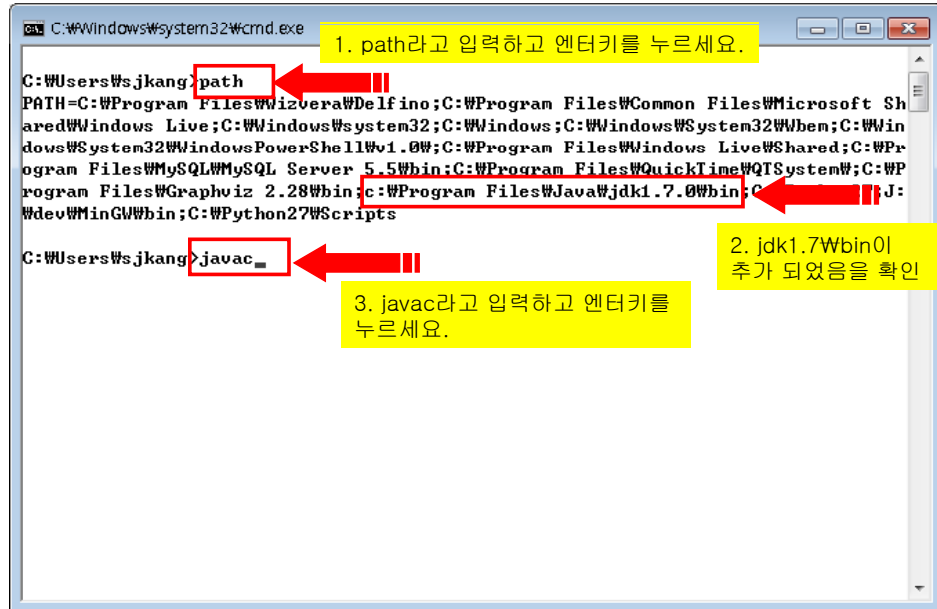 C:₩Windows₩system32₩cmd.exe
1. path라고 입력하고 엔터키를 누르세요.
C:₩Users₩sjkang>path
PATH=C:₩Program Files₩Wizvera₩Delfino;C:₩Program Files₩Common Files₩Microsoft Sh
ared₩Windows Live;C:₩Windows₩system32;C:₩Windows;C:₩Windows₩System32₩Wbem;C:₩Win
dows₩System32₩WindowsPowerShell₩v1.0₩;C:₩Program Files₩Windows Live₩Shared;C:₩Pr
ogram Files₩MySQL₩MySQL Server 5.5₩bin;C:₩Program Files₩QuickTime₩QTSystem₩;C:₩P
rogram Files₩Graphviz 2.28₩bin;c:₩Program Files₩Java₩jdk1.7.0₩bin;C J:
₩dev₩MinGW₩bin;C:₩Python27₩Scripts
2. jdk1.7₩bin이
추가 되었음을 확인
C:₩Users₩sjkang>javac_
3. javac라고 입력하고 엔터키를
누르세요.